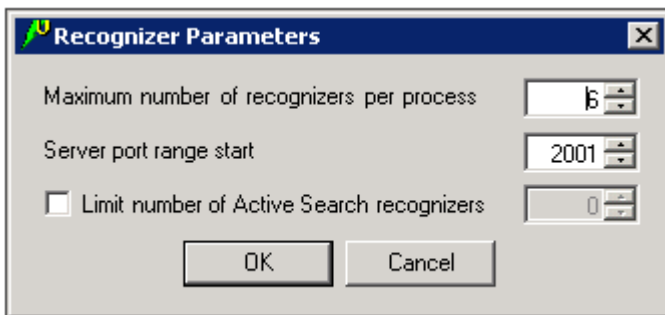 Recognizer Parameters
Maximum number of recognizers per process 6
Server port range start 2001
Limit number of Active Search recognizers 0
OK Cancel